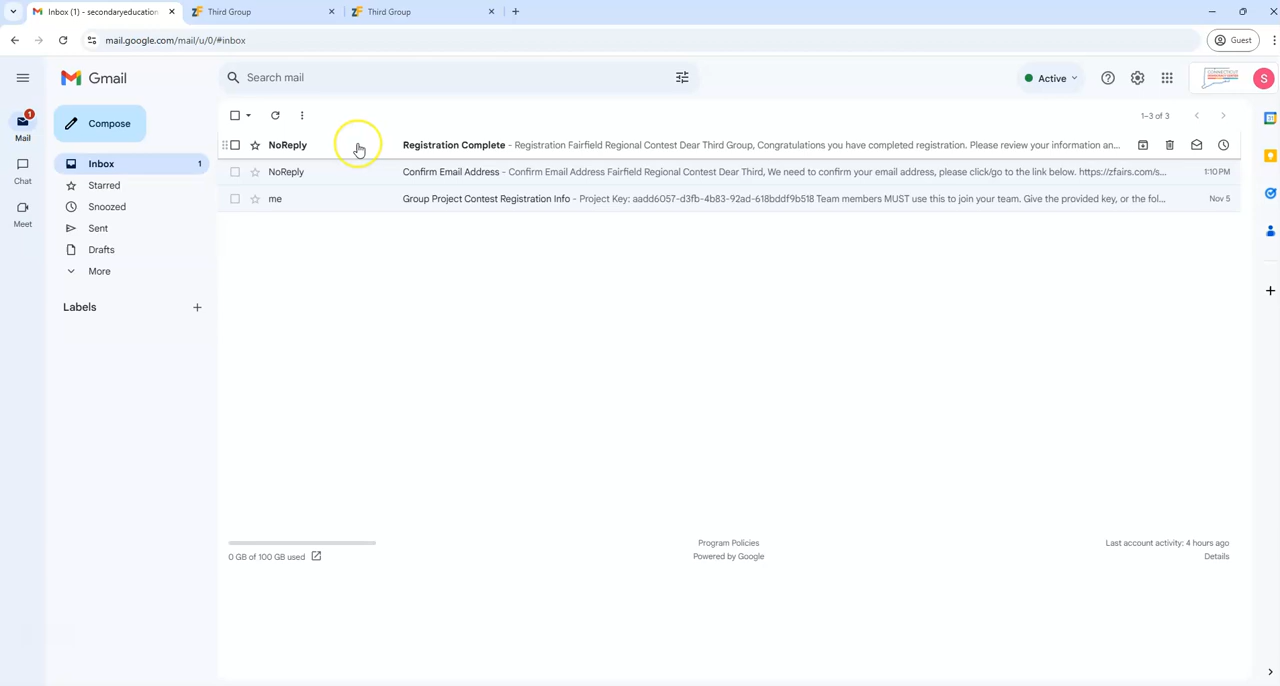 Inbox (1) - secondaryeducation
Third Group
Third Group
mail.google.com/mail/u/0/#inbox
Guest
Gmail
Search mail
Active
S
1
Mail
Compose
1–3 of 3
NoReply
Registration Complete - Registration Fairfield Regional Contest Dear Third Group, Congratulations you have completed registration. Please review your information an...
Inbox 1
NoReply
Confirm Email Address - Confirm Email Address Fairfield Regional Contest Dear Third, We need to confirm your email address, please click/go to the link below. https://zfairs.com/s...
1:10 PM
Chat
Starred
me
Group Project Contest Registration Info - Project Key: aadd6057-d3fb-4b83-92ad-618bddf9b518 Team members MUST use this to join your team. Give the provided key, or the fol...
Nov 5
Snoozed
Meet
Sent
Drafts
More
Labels
0 GB of 100 GB used
Program Policies
Powered by Google
Last account activity: 4 hours ago
Details